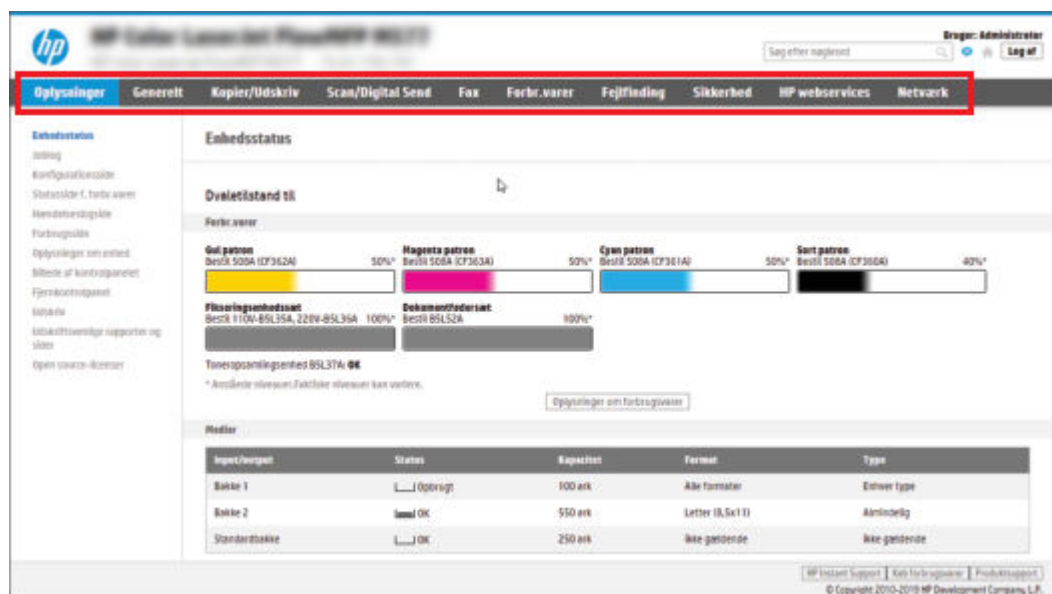 hp
Bruger: Administrator
Søg efter nøgleord
Log af
Oplysninger Generelt Kopier/Udskriv Scan/Digital Send Fax Forbr.varer Fejlfinding Sikkerhed HP webservices Netværk
Enhedsstatus
Joblog
Konfigurationsside
Statusside f. forbr.varer
Hændelseslogside
Forbrugsside
Oplysninger om enhed
Billede af kontrolpanelet
Fjernkontrolpanel
Udskriv
Udskriftsvenlige rapporter og
sider
Open source-licenser
Enhedsstatus
Dvaletilstand til
Forbr.varer
Gul patron
Bestil 508A (CF362A) 50%*
Magenta patron
Bestil 508A (CF363A) 50%*
Cyan patron
Bestil 508A (CF361A) 50%*
Sort patron
Bestil 508A (CF360A) 40%*
Fikseringsenhedssæt
Bestil 110V-B5L35A, 220V-B5L36A 100%*
Dokumentfødersæt
Bestil B5L52A 100%*
Toneropsamlingsenhed B5L37A: OK
* Anslåede niveauer. Faktiske niveauer kan variere.
Oplysninger om forbrugsvarer
Medier
Input/output Status Kapacitet Format Type
Bakke 1 Opbrugt 100 ark Alle formater Enhver type
Bakke 2 OK 550 ark Letter (8,5x11) Almindelig
Standardbakke OK 250 ark Ikke gældende Ikke gældende
HP Instant Support Køb forbrugsvarer Produktsupport
© Copyright 2010-2019 HP Development Company, L.P.